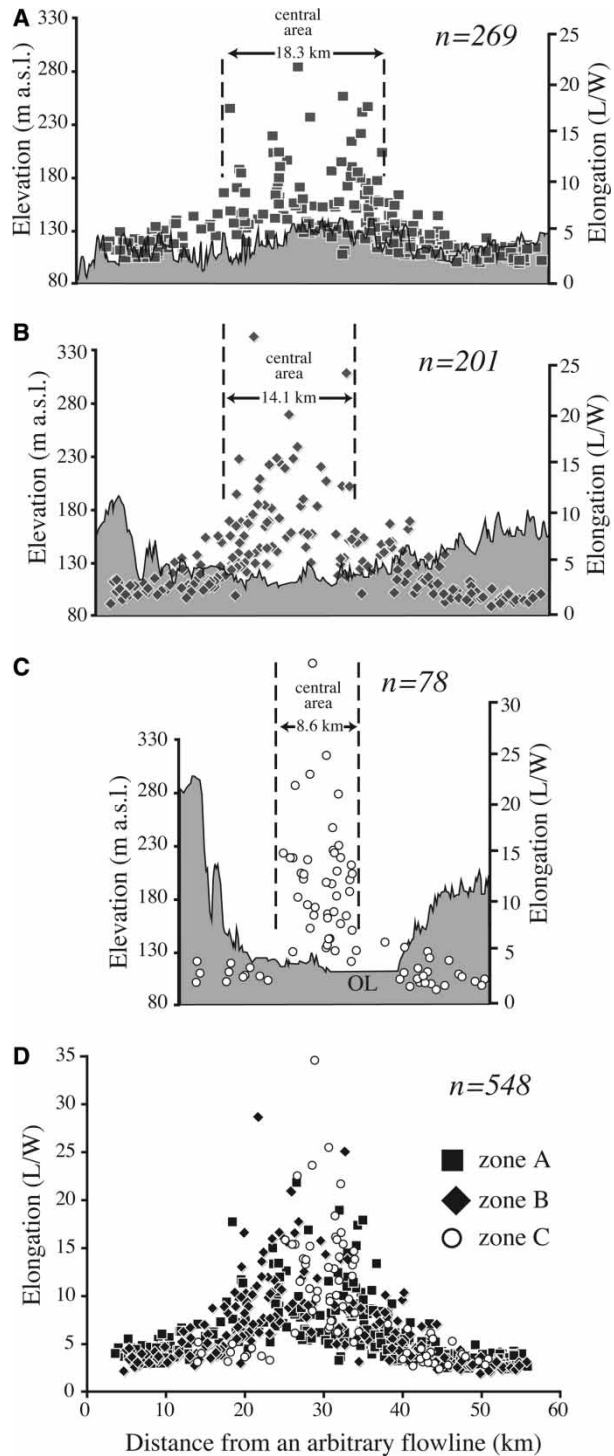 A
central
area
18.3 km
n=269
Elevation (m a.s.l.)
330
280
230
180
130
80
25
20
15
10
5
0
Elongation (L/W)
B
central
area
14.1 km
n=201
Elevation (m a.s.l.)
330
280
230
180
130
80
25
20
15
10
5
0
Elongation (L/W)
C
central
area
8.6 km
n=78
Elevation (m a.s.l.)
330
280
230
180
130
80
30
25
20
15
10
5
0
Elongation (L/W)
OL
D
n=548
zone A
zone B
zone C
Elongation (L/W)
35
30
25
20
15
10
5
0
0 10 20 30 40 50 60
Distance from an arbitrary flowline (km)